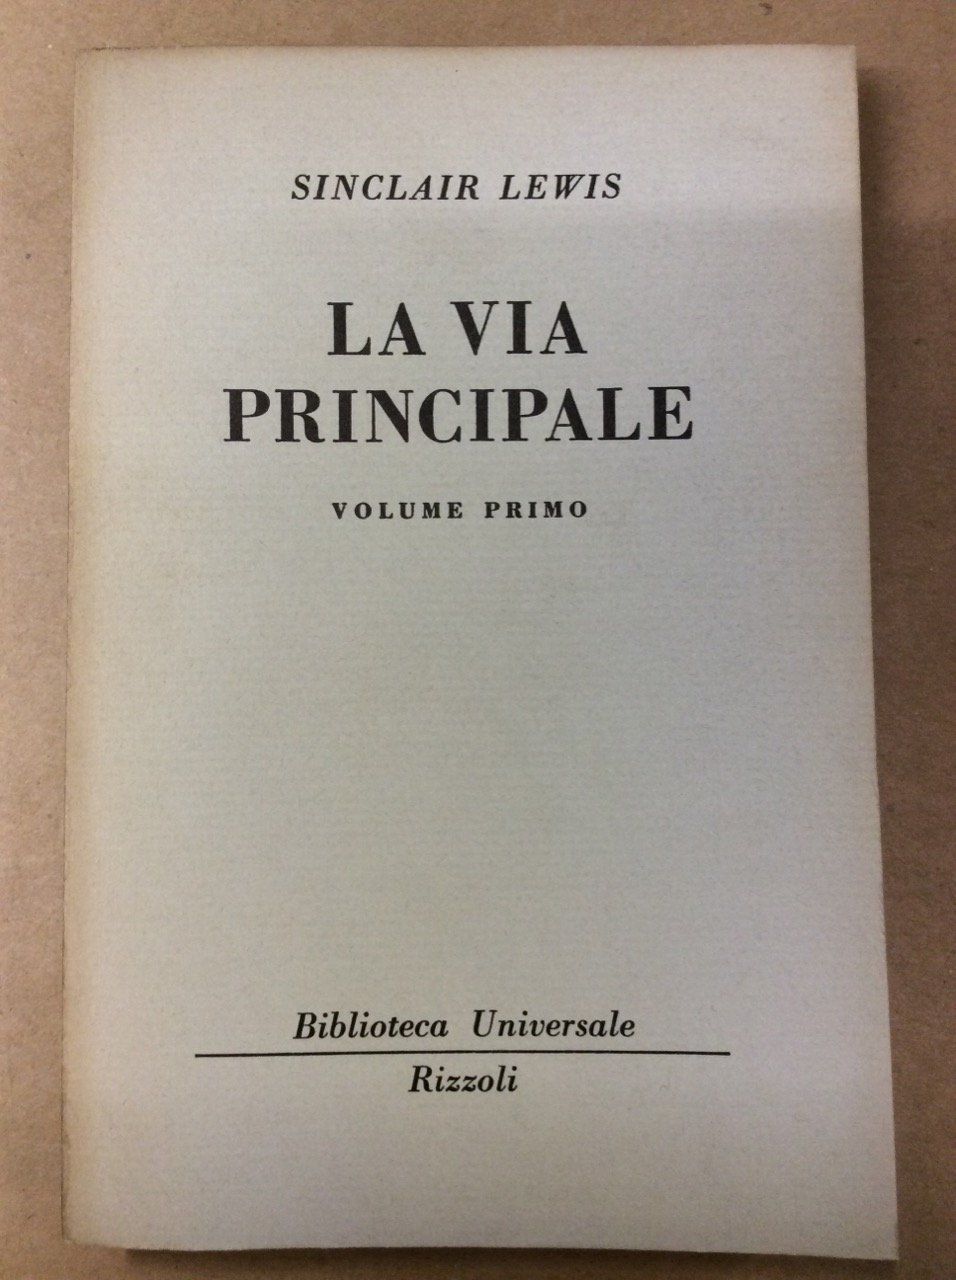 SINCLAIR LEWIS
LA VIA
PRINCIPALE
VOLUME PRIMO
Biblioteca Universale
Rizzoli